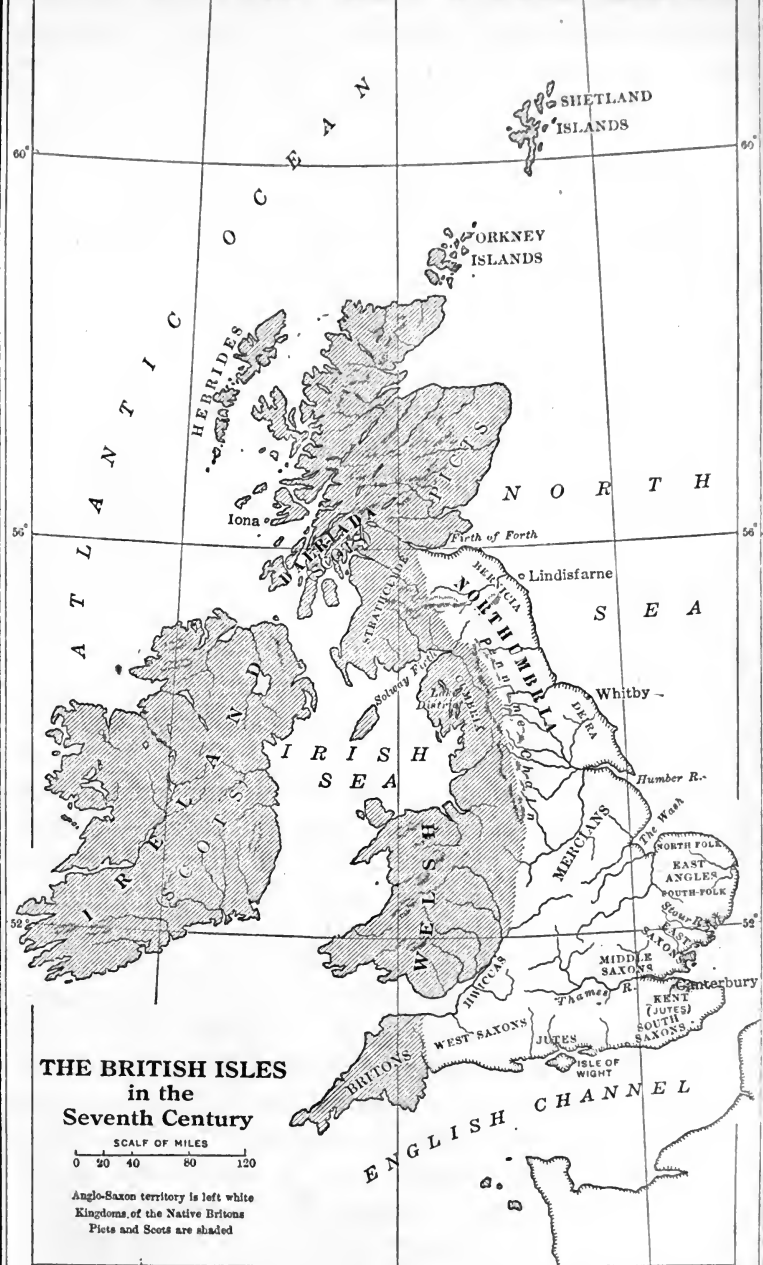 ATLANTIC OCEAN
SHETLAND
ISLANDS
60°
60°
ORKNEY
ISLANDS
HEBRIDES
PICTS
NORTH
SEA
Iona
DALRIADA
SCOTS
56°
56°
Firth of Forth
BERNICIA
Lindisfarne
STRATHCLYDE
NORTHUMBRIA
Pennine Chain
Solway Firth
Lake
District
CUMBRIA
Whitby
DEIRA
IRELAND
SCOTS
IRISH
SEA
Humber R.
MERCIANS
The Wash
NORTH FOLK
EAST
ANGLES
SOUTH-FOLK
WELSH
Stour R.
EAST
SAXONS
52°
52°
MIDDLE
SAXONS
HWICCAS
Thames R.
Canterbury
KENT
(JUTES)
SOUTH
SAXONS
WEST SAXONS
JUTES
BRITONS
ISLE OF
WIGHT
ENGLISH CHANNEL
THE BRITISH ISLES
in the
Seventh Century
SCALE OF MILES
0 20 40 80 120
Anglo-Saxon territory is left white
Kingdoms of the Native Britons
Picts and Scots are shaded